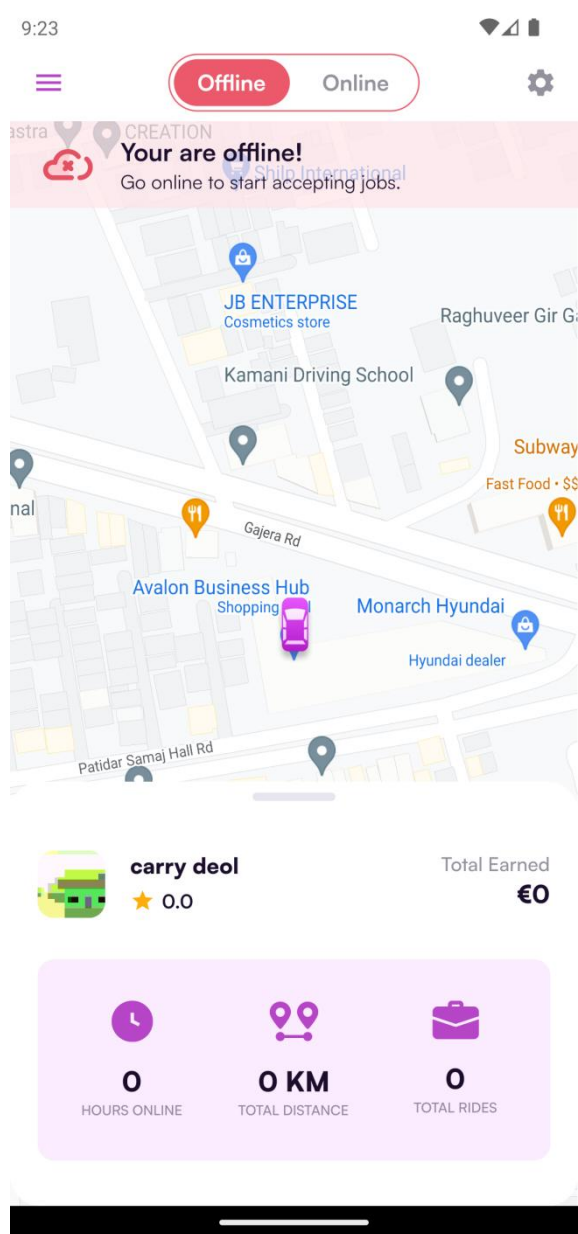 9:23
Offline
Online
astra
CREATION
Your are offline!
Shilp International
Go online to start accepting jobs.
JB ENTERPRISE
Cosmetics store
Raghuveer Gir Ga
Kamani Driving School
Subway
Fast Food • $$
nal
Gajera Rd
Avalon Business Hub
Shopping
Monarch Hyundai
Hyundai dealer
Patidar Samaj Hall Rd
carry deol
0.0
Total Earned
€0
0
HOURS ONLINE
0 KM
TOTAL DISTANCE
0
TOTAL RIDES